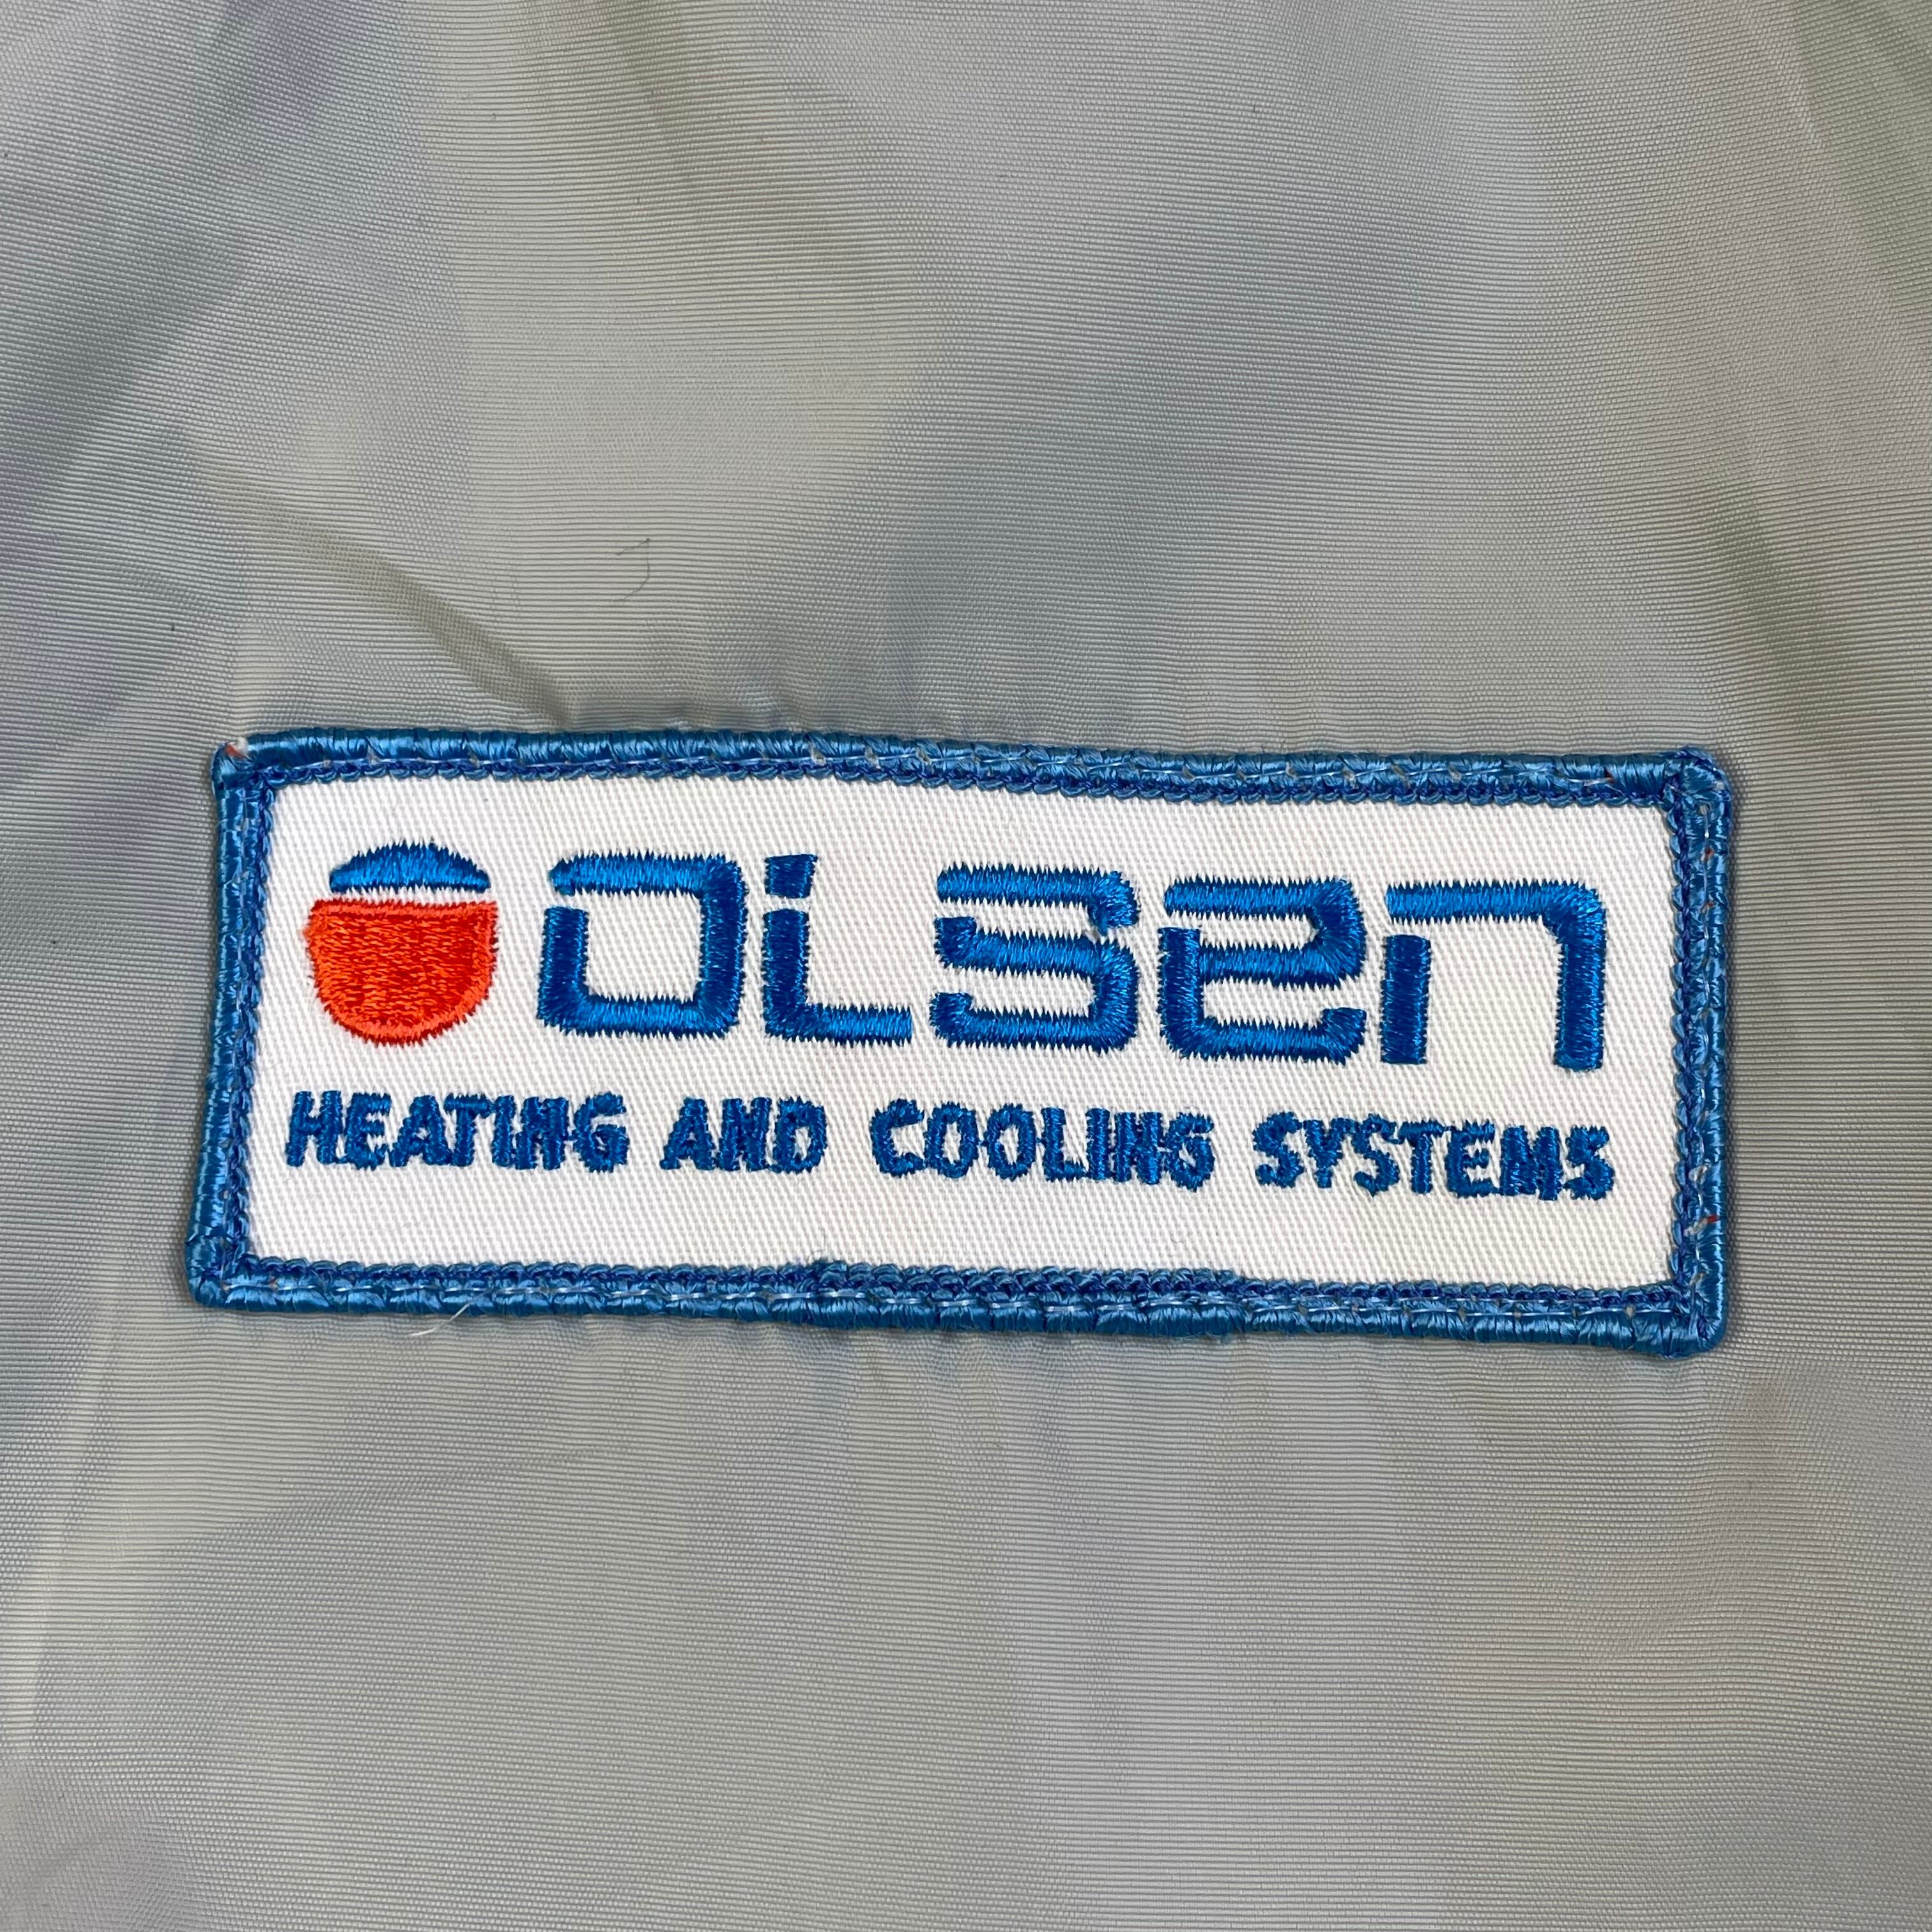 OLSEN
HEATING AND COOLING SYSTEMS